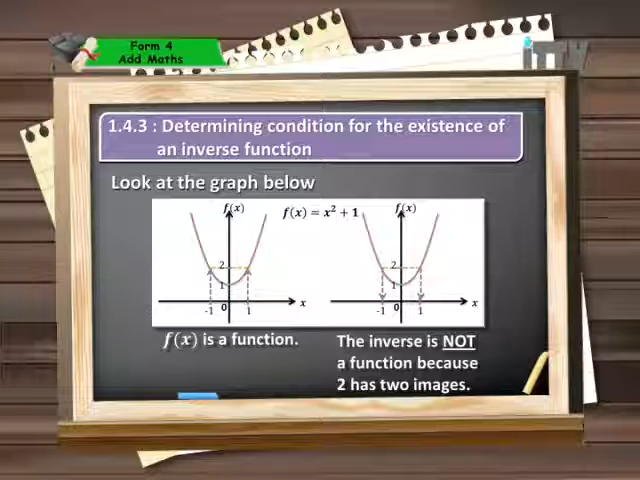 Form 4
Add Maths
iTTV
1.4.3 : Determining condition for the existence of
an inverse function
Look at the graph below
f(x)
f(x) = x² + 1
f(x)
2
2
1
1
-1 0 1 x
-1 0 1 x
f(x) is a function.
The inverse is NOT
a function because
2 has two images.